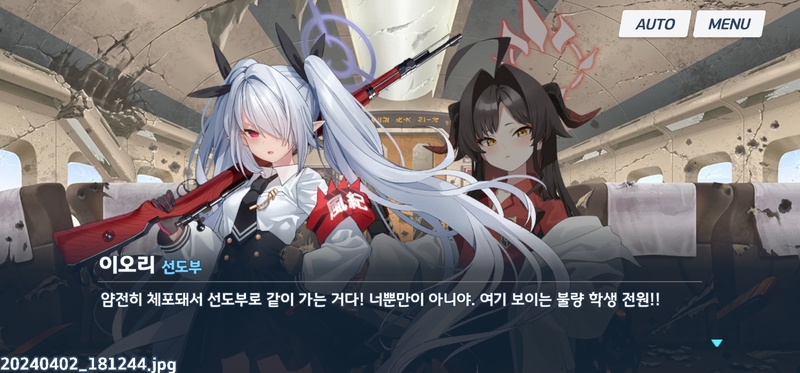 AUTO
MENU
風紀
이오리 선도부
얌전히 체포돼서 선도부로 같이 가는 거다! 너뿐만이 아니야. 여기 보이는 불량 학생 전원!!
20240402_181244.jpg